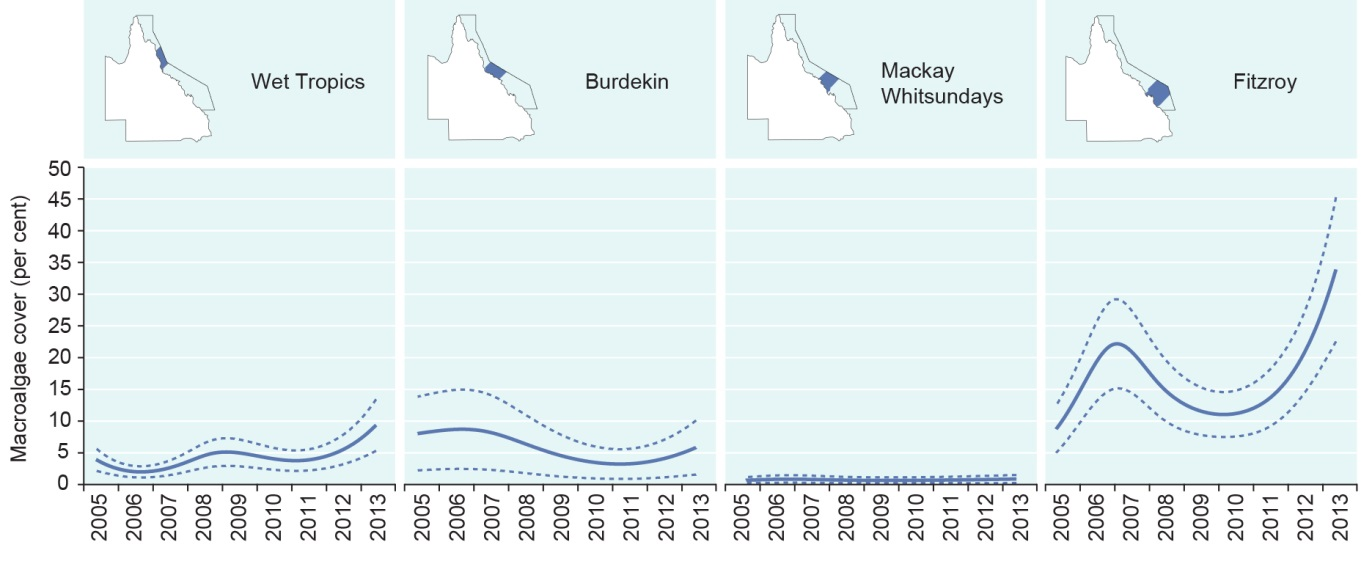 Wet Tropics
Burdekin
Mackay
Whitsundays
Fitzroy
Macroalgae cover (per cent)
50
45
40
35
30
25
20
15
10
5
0
2005 2006 2007 2008 2009 2010 2011 2012 2013
2005 2006 2007 2008 2009 2010 2011 2012 2013
2005 2006 2007 2008 2009 2010 2011 2012 2013
2005 2006 2007 2008 2009 2010 2011 2012 2013